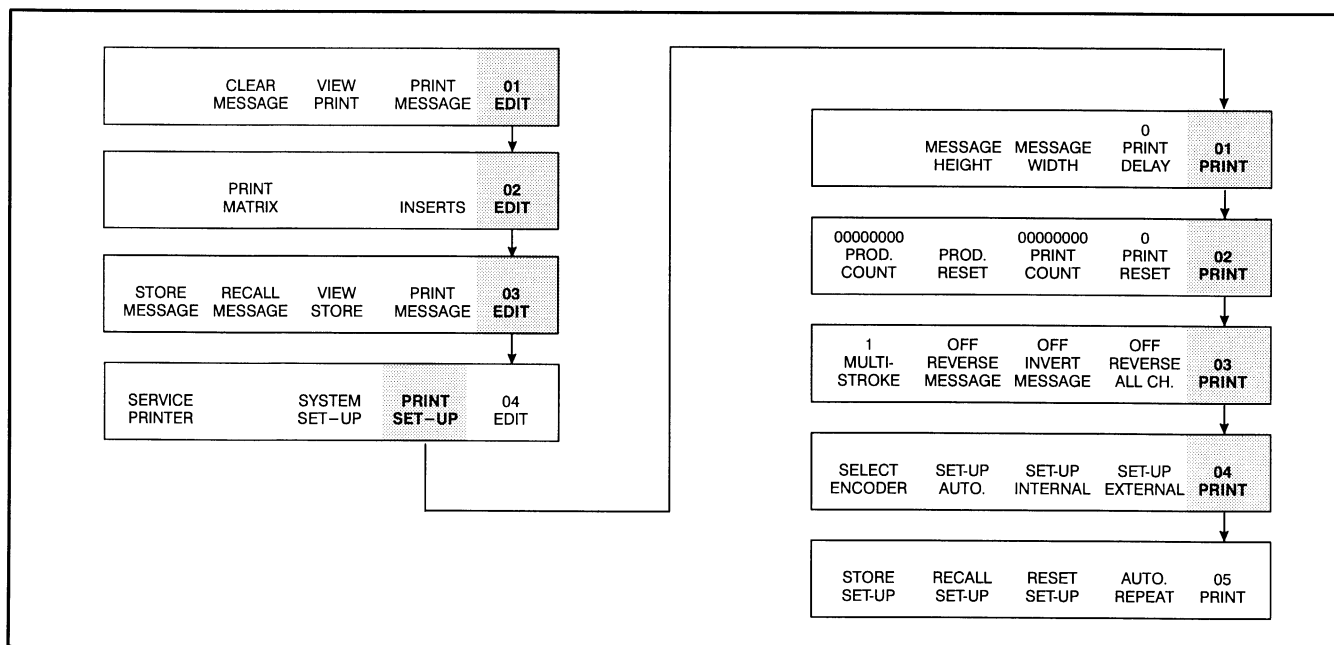 CLEAR VIEW PRINT 01
MESSAGE PRINT MESSAGE EDIT
PRINT 02
MATRIX INSERTS EDIT
STORE RECALL VIEW PRINT 03
MESSAGE MESSAGE STORE MESSAGE EDIT
SERVICE SYSTEM PRINT 04
PRINTER SET-UP SET-UP EDIT
0
MESSAGE MESSAGE PRINT 01
HEIGHT WIDTH DELAY PRINT
00000000 00000000 0
PROD. PROD. PRINT PRINT 02
COUNT RESET COUNT RESET PRINT
1 OFF OFF OFF
MULTI- REVERSE INVERT REVERSE 03
STROKE MESSAGE MESSAGE ALL CH. PRINT
SELECT SET-UP SET-UP SET-UP 04
ENCODER AUTO. INTERNAL EXTERNAL PRINT
STORE RECALL RESET AUTO. 05
SET-UP SET-UP SET-UP REPEAT PRINT